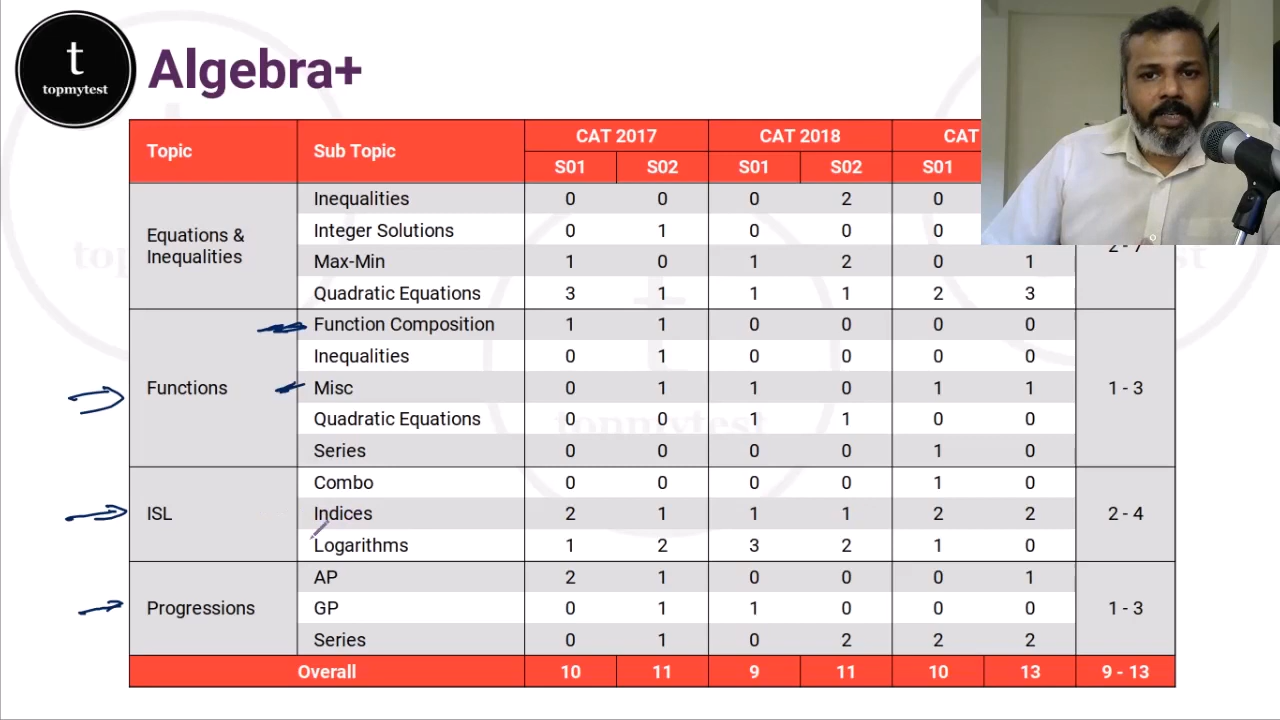 t
topmytest
Algebra+
Topic Sub Topic CAT 2017 CAT 2018 CAT
S01 S02 S01 S02 S01
Equations & Inequalities
Inequalities 0 0 0 2 0
Integer Solutions 0 1 0 0 0
Max-Min 1 0 1 2 0 1
Quadratic Equations 3 1 1 1 2 3
2 - 7
Functions
Function Composition 1 1 0 0 0 0
Inequalities 0 1 0 0 0 0
Misc 0 1 1 0 1 1
Quadratic Equations 0 0 1 1 0 0
Series 0 0 0 0 1 0
1 - 3
ISL
Combo 0 0 0 0 1 0
Indices 2 1 1 1 2 2
Logarithms 1 2 3 2 1 0
2 - 4
Progressions
AP 2 1 0 0 0 1
GP 0 1 1 0 0 0
Series 0 1 0 2 2 2
1 - 3
Overall 10 11 9 11 10 13 9 - 13
topmytest